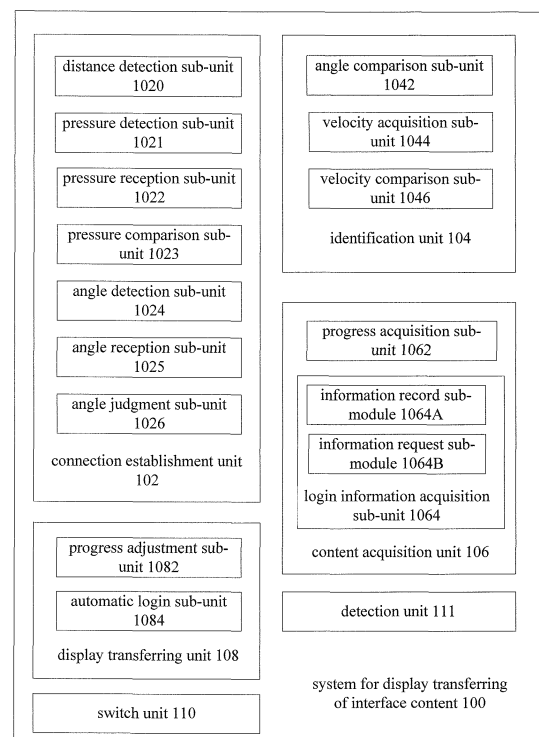 distance detection sub-unit
1020
pressure detection sub-unit
1021
pressure reception sub-unit
1022
pressure comparison sub-
unit 1023
angle detection sub-unit
1024
angle reception sub-unit
1025
angle judgment sub-unit
1026
connection establishment unit
102
progress adjustment sub-
unit 1082
automatic login sub-unit
1084
display transferring unit 108
switch unit 110
angle comparison sub-unit
1042
velocity acquisition sub-
unit 1044
velocity comparison sub-
unit 1046
identification unit 104
progress acquisition sub-
unit 1062
information record sub-
module 1064A
information request sub-
module 1064B
login information acquisition
sub-unit 1064
content acquisition unit 106
detection unit 111
system for display transferring
of interface content 100